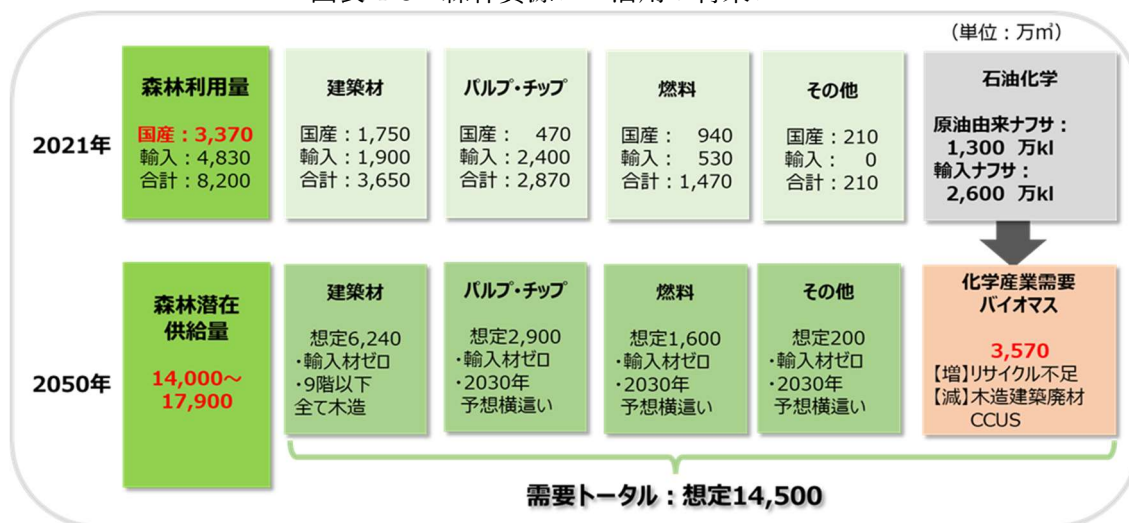 （単位：万㎥）
2021年
森林利用量
国産：3,370
輸入：4,830
合計：8,200
建築材
国産：1,750
輸入：1,900
合計：3,650
パルプ・チップ
国産： 470
輸入：2,400
合計：2,870
燃料
国産： 940
輸入： 530
合計：1,470
その他
国産：210
輸入： 0
合計：210
石油化学
原油由来ナフサ：
1,300 万kl
輸入ナフサ：
2,600 万kl
2050年
森林潜在
供給量
14,000～
17,900
建築材
想定6,240
・輸入材ゼロ
・9階以下
全て木造
パルプ・チップ
想定2,900
・輸入材ゼロ
・2030年
予想横這い
燃料
想定1,600
・輸入材ゼロ
・2030年
予想横這い
その他
想定200
・輸入材ゼロ
・2030年
予想横這い
化学産業需要
バイオマス
3,570
【増】リサイクル不足
【減】木造建築廃材
CCUS
需要トータル：想定14,500